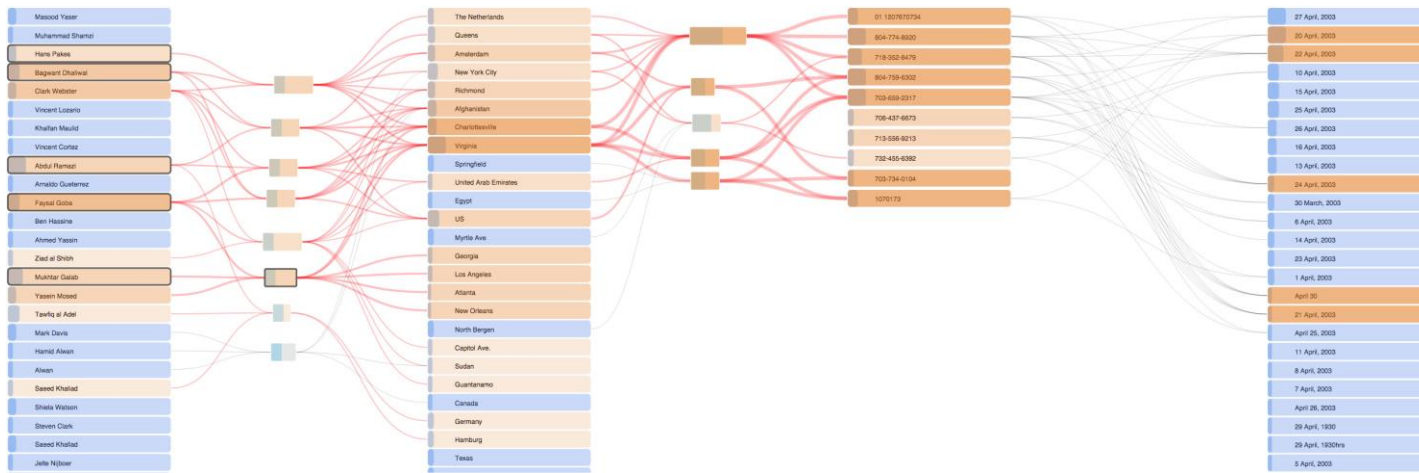 Masood Yaser
Muhammad Shamzi
Hans Pakes
Bagwant Dhaliwal
Clark Webster
Vincent Lozario
Khalfan Maulid
Vincent Cortez
Abdul Ramazi
Arnaldo Gueterrez
Faysal Goba
Ben Hassine
Ahmed Yassin
Ziad al Shibh
Mukhtar Galab
Yasein Mosed
Tawfiq al Adel
Mark Davis
Hamid Alwan
Alwan
Saeed Khallad
Shiela Watson
Steven Clark
Saeed Khallad
Jelte Nijboer
The Netherlands
Queens
Amsterdam
New York City
Richmond
Afghanistan
Charlottesville
Virginia
Springfield
United Arab Emirates
Egypt
US
Myrtle Ave
Georgia
Los Angeles
Atlanta
New Orleans
North Bergen
Capitol Ave.
Sudan
Guantanamo
Canada
Germany
Hamburg
Texas
01 1207670734
804-774-8920
718-352-8479
804-759-6302
703-659-2317
706-437-6673
713-556-9213
732-455-6392
703-734-0104
1070173
27 April, 2003
20 April, 2003
22 April, 2003
10 April, 2003
15 April, 2003
25 April, 2003
26 April, 2003
16 April, 2003
13 April, 2003
24 April, 2003
30 March, 2003
6 April, 2003
14 April, 2003
23 April, 2003
1 April, 2003
April 30
21 April, 2003
April 25, 2003
11 April, 2003
8 April, 2003
7 April, 2003
April 26, 2003
29 April, 1930
29 April, 1930hrs
5 April, 2003